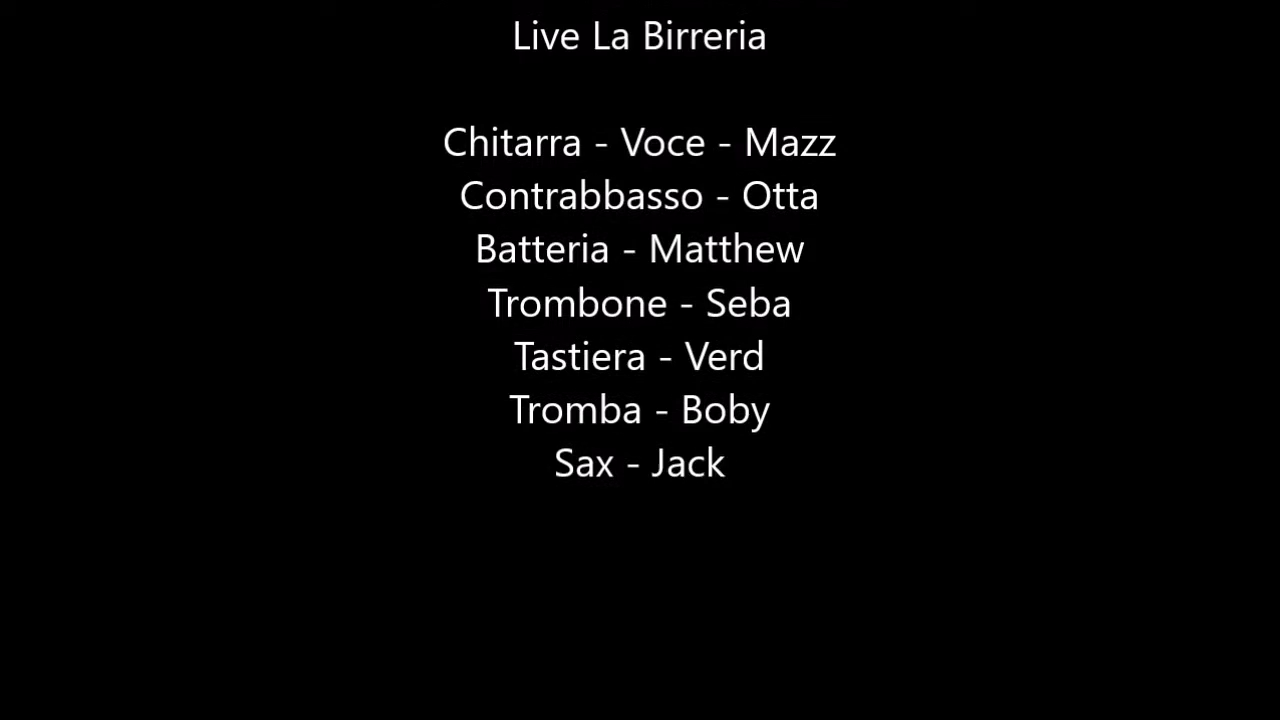 Live La Birreria
Chitarra - Voce - Mazz
Contrabbasso - Otta
Batteria - Matthew
Trombone - Seba
Tastiera - Verd
Tromba - Boby
Sax - Jack